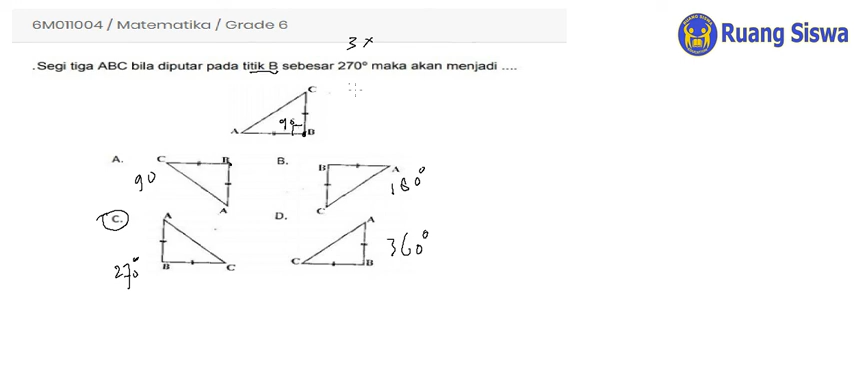 6M011004 / Matematika / Grade 6
Ruang Siswa
3 x
.Segi tiga ABC bila diputar pada titik B sebesar 270° maka akan menjadi ....
C
90
A B
A. C B B. B A
90 180°
A C
C. A D. A
360°
270° B C C B